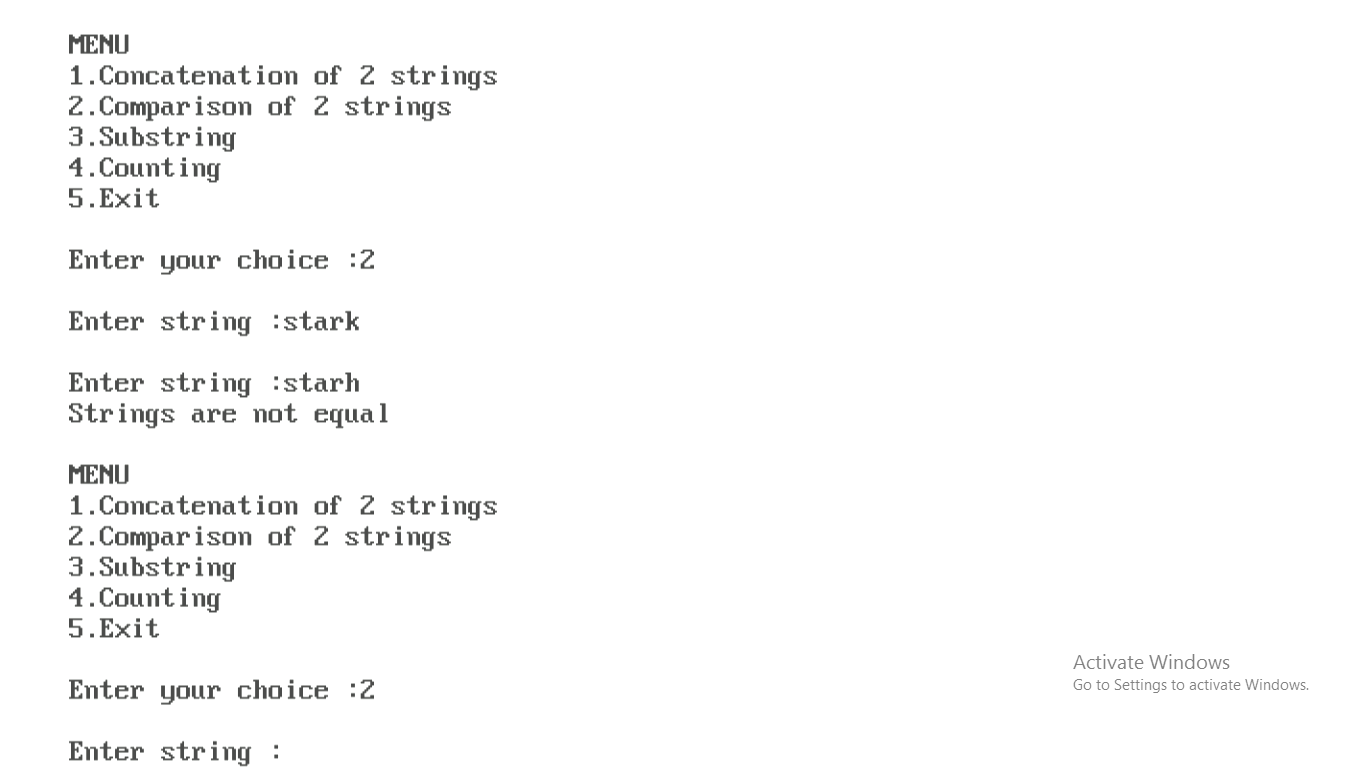 MENU
1.Concatenation of 2 strings
2.Comparison of 2 strings
3.Substring
4.Counting
5.Exit
Enter your choice :2
Enter string :stark
Enter string :starh
Strings are not equal
MENU
1.Concatenation of 2 strings
2.Comparison of 2 strings
3.Substring
4.Counting
5.Exit
Enter your choice :2
Enter string :
Activate Windows
Go to Settings to activate Windows.